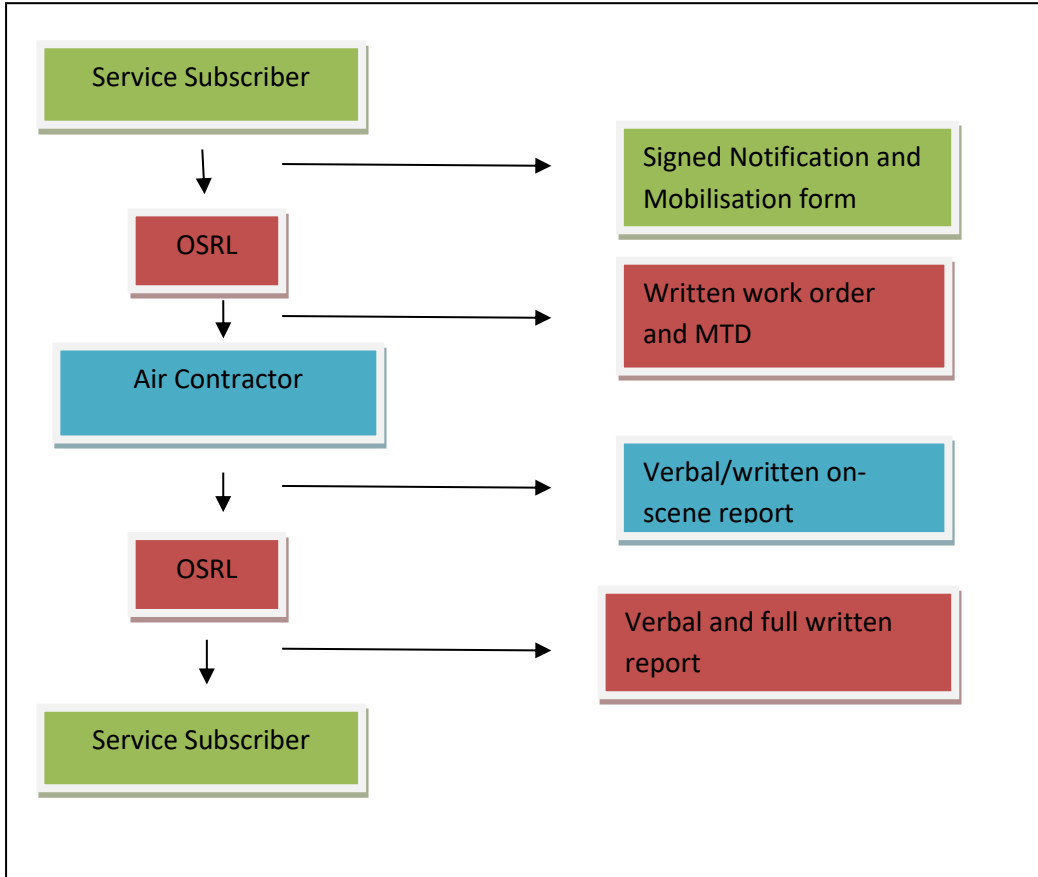 Service Subscriber
Signed Notification and
Mobilisation form
OSRL
Written work order
and MTD
Air Contractor
Verbal/written on-
scene report
OSRL
Verbal and full written
report
Service Subscriber